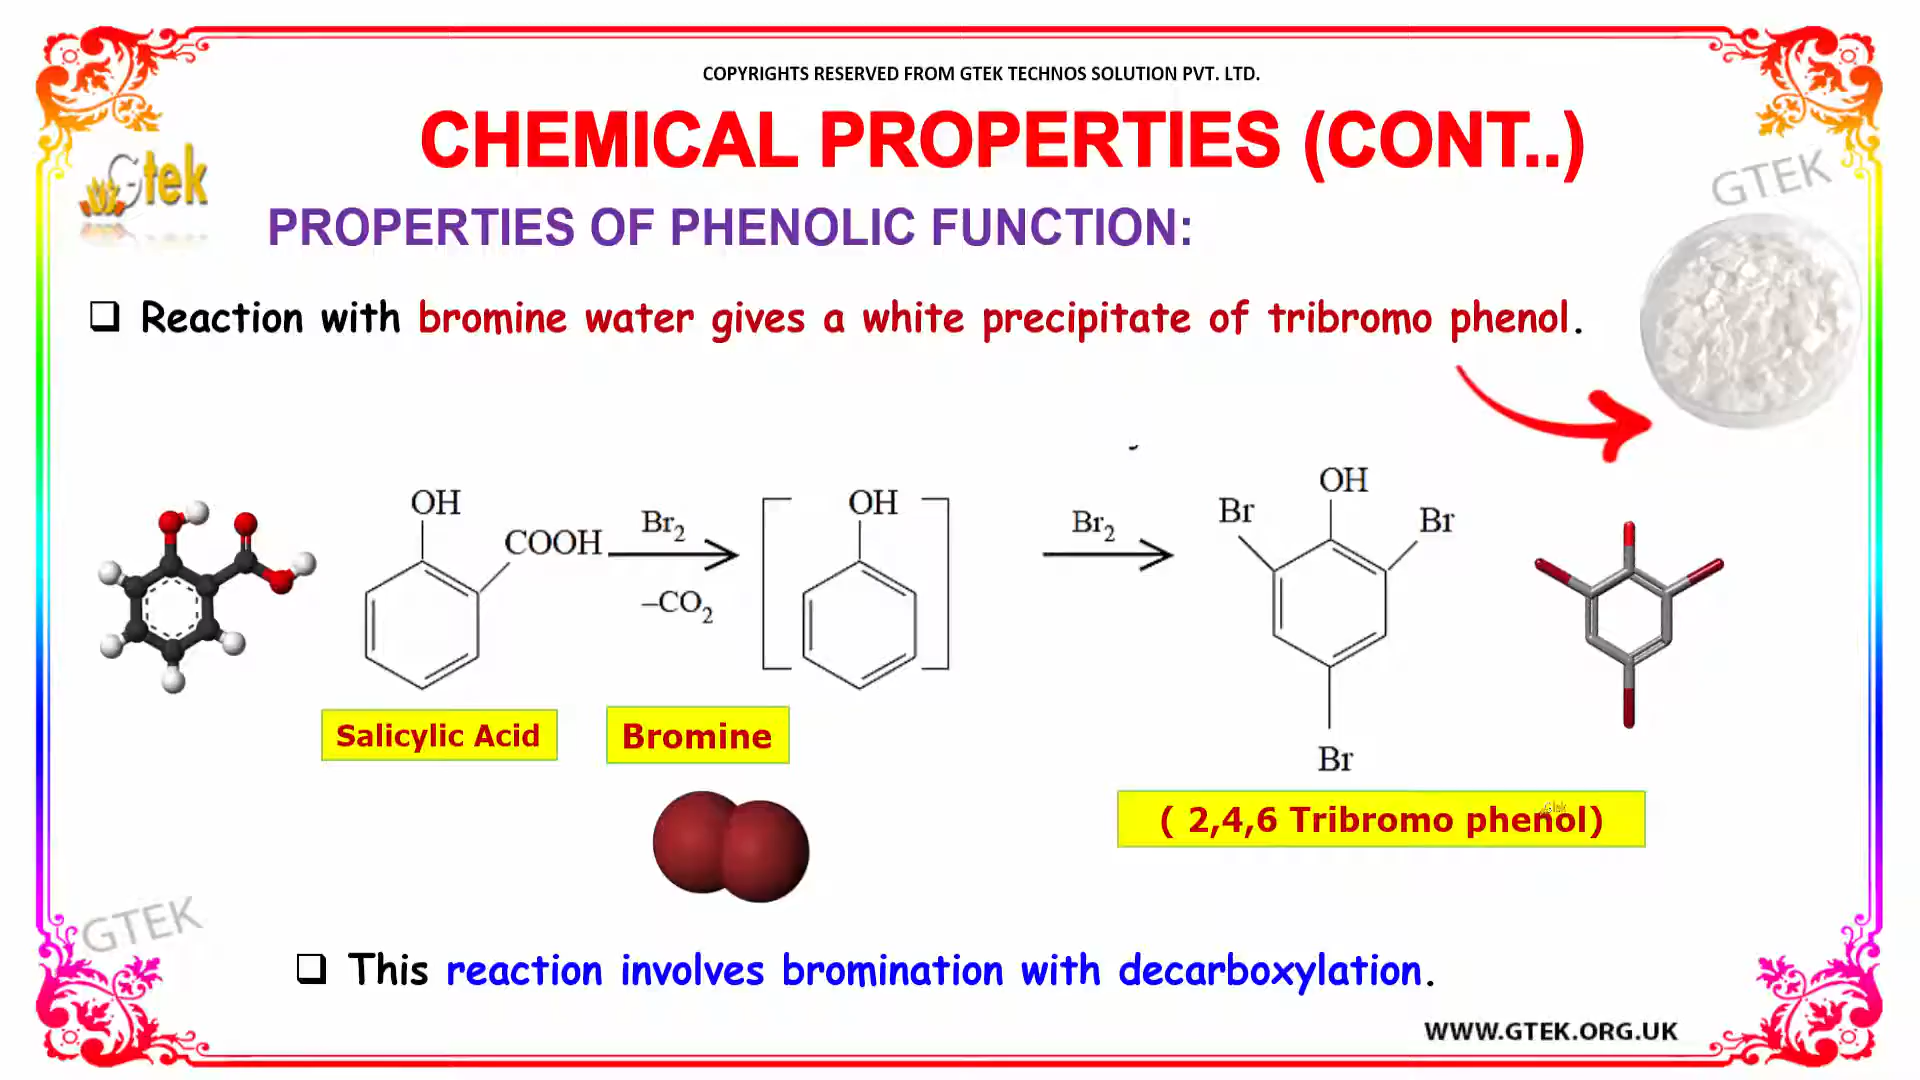 COPYRIGHTS RESERVED FROM GTEK TECHNOS SOLUTION PVT. LTD.
CHEMICAL PROPERTIES (CONT..)
Gtek
GTEK
PROPERTIES OF PHENOLIC FUNCTION:
❑ Reaction with bromine water gives a white precipitate of tribromo phenol.
OH
COOH
Br₂
–CO₂
OH
Br₂
OH
Br
Br
Br
Salicylic Acid
Bromine
( 2,4,6 Tribromo phenol)
Gtek
GTEK
❑ This reaction involves bromination with decarboxylation.
WWW.GTEK.ORG.UK